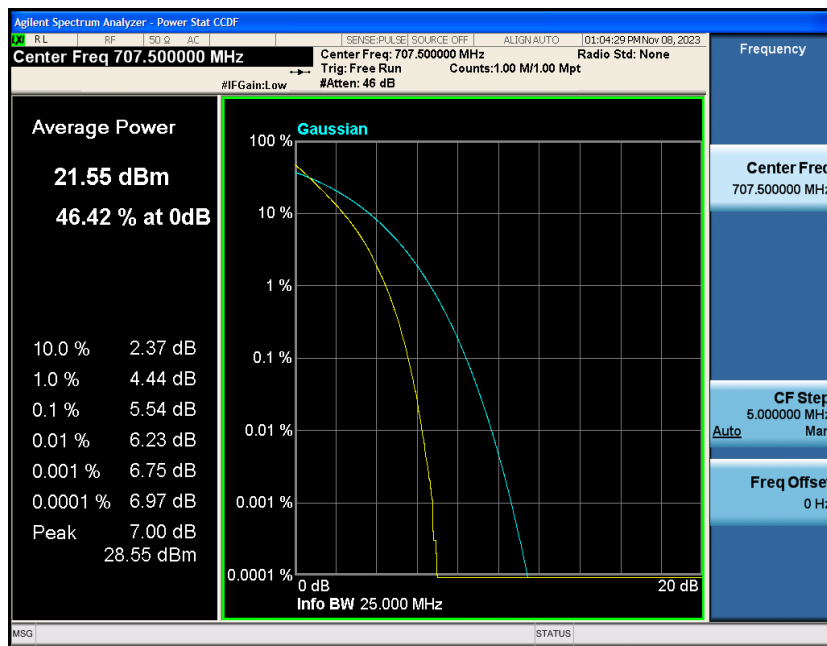 Agilent Spectrum Analyzer - Power Stat CCDF
LXI RL RF 50 Ω AC SENSE:PULSE SOURCE OFF ALIGN AUTO 01:04:29 PM Nov 08, 2023
Center Freq 707.500000 MHz
Center Freq: 707.500000 MHz Radio Std: None
Trig: Free Run Counts:1.00 M/1.00 Mpt
#IFGain:Low #Atten: 46 dB
Frequency
Average Power
21.55 dBm
46.42 % at 0dB
10.0 % 2.37 dB
1.0 % 4.44 dB
0.1 % 5.54 dB
0.01 % 6.23 dB
0.001 % 6.75 dB
0.0001 % 6.97 dB
Peak 7.00 dB
28.55 dBm
Gaussian
100 %
10 %
1 %
0.1 %
0.01 %
0.001 %
0.0001 %
0 dB 20 dB
Info BW 25.000 MHz
Center Freq
707.500000 MHz
CF Step
5.000000 MHz
Auto Man
Freq Offset
0 Hz
MSG STATUS